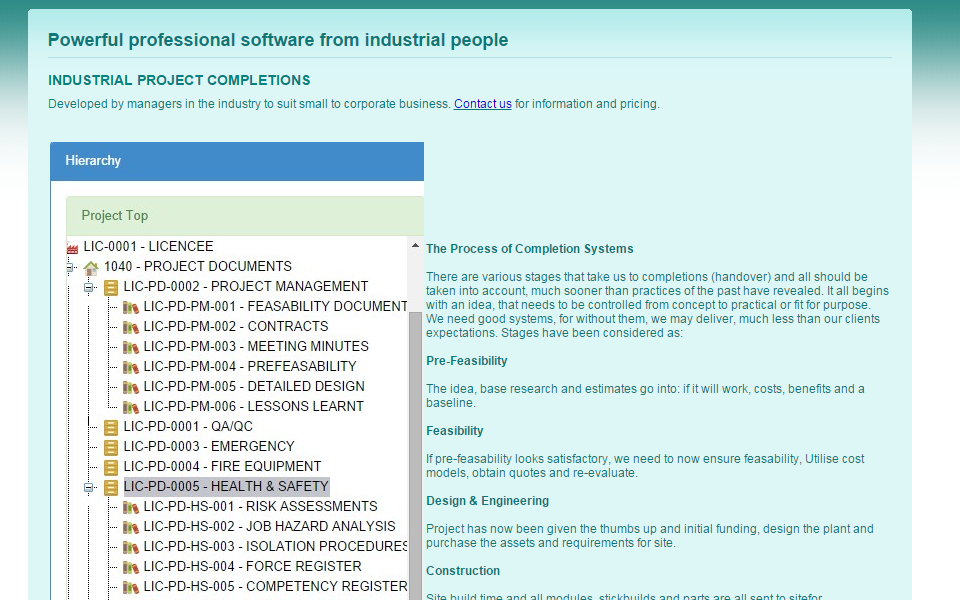 Powerful professional software from industrial people
INDUSTRIAL PROJECT COMPLETIONS
Developed by managers in the industry to suit small to corporate business. Contact us for information and pricing.
Hierarchy
Project Top
LIC-0001 - LICENCEE
1040 - PROJECT DOCUMENTS
LIC-PD-0002 - PROJECT MANAGEMENT
LIC-PD-PM-001 - FEASABILITY DOCUMENT
LIC-PD-PM-002 - CONTRACTS
LIC-PD-PM-003 - MEETING MINUTES
LIC-PD-PM-004 - PREFEASABILITY
LIC-PD-PM-005 - DETAILED DESIGN
LIC-PD-PM-006 - LESSONS LEARNT
LIC-PD-0001 - QA/QC
LIC-PD-0003 - EMERGENCY
LIC-PD-0004 - FIRE EQUIPMENT
LIC-PD-0005 - HEALTH & SAFETY
LIC-PD-HS-001 - RISK ASSESSMENTS
LIC-PD-HS-002 - JOB HAZARD ANALYSIS
LIC-PD-HS-003 - ISOLATION PROCEDURES
LIC-PD-HS-004 - FORCE REGISTER
LIC-PD-HS-005 - COMPETENCY REGISTER
The Process of Completion Systems
There are various stages that take us to completions (handover) and all should be
taken into account, much sooner than practices of the past have revealed. It all begins
with an idea, that needs to be controlled from concept to practical or fit for purpose.
We need good systems, for without them, we may deliver, much less than our clients
expectations. Stages have been considered as:
Pre-Feasibility
The idea, base research and estimates go into: if it will work, costs, benefits and a
baseline.
Feasibility
If pre-feasability looks satisfactory, we need to now ensure feasability, Utilise cost
models, obtain quotes and re-evaluate.
Design & Engineering
Project has now been given the thumbs up and initial funding, design the plant and
purchase the assets and requirements for site.
Construction
Site build time and all modules, stickbuilds and parts are all sent to sitefor